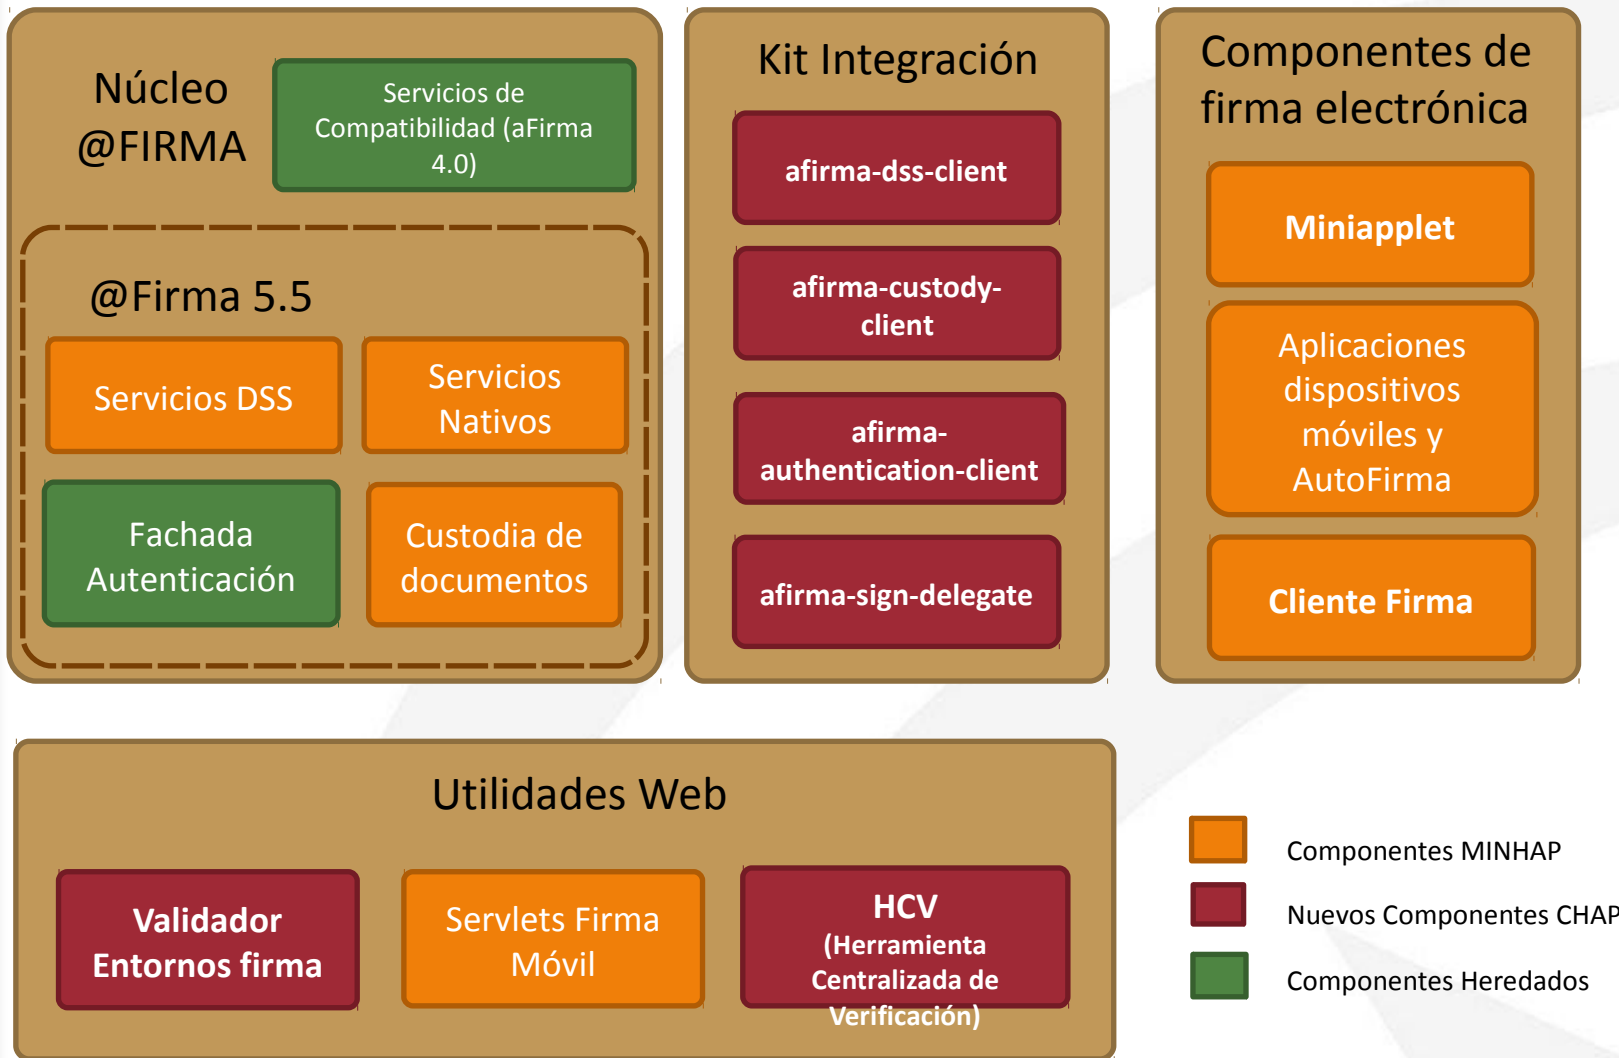 Núcleo
@FIRMA
Servicios de
Compatibilidad (aFirma
4.0)
@Firma 5.5
Servicios DSS
Servicios
Nativos
Fachada
Autenticación
Custodia de
documentos
Kit Integración
afirma-dss-client
afirma-custody-
client
afirma-
authentication-client
afirma-sign-delegate
Componentes de
firma electrónica
Miniapplet
Aplicaciones
dispositivos
móviles y
AutoFirma
Cliente Firma
Utilidades Web
Validador
Entornos firma
Servlets Firma
Móvil
HCV
(Herramienta
Centralizada de
Verificación)
Componentes MINHAP
Nuevos Componentes CHAP
Componentes Heredados